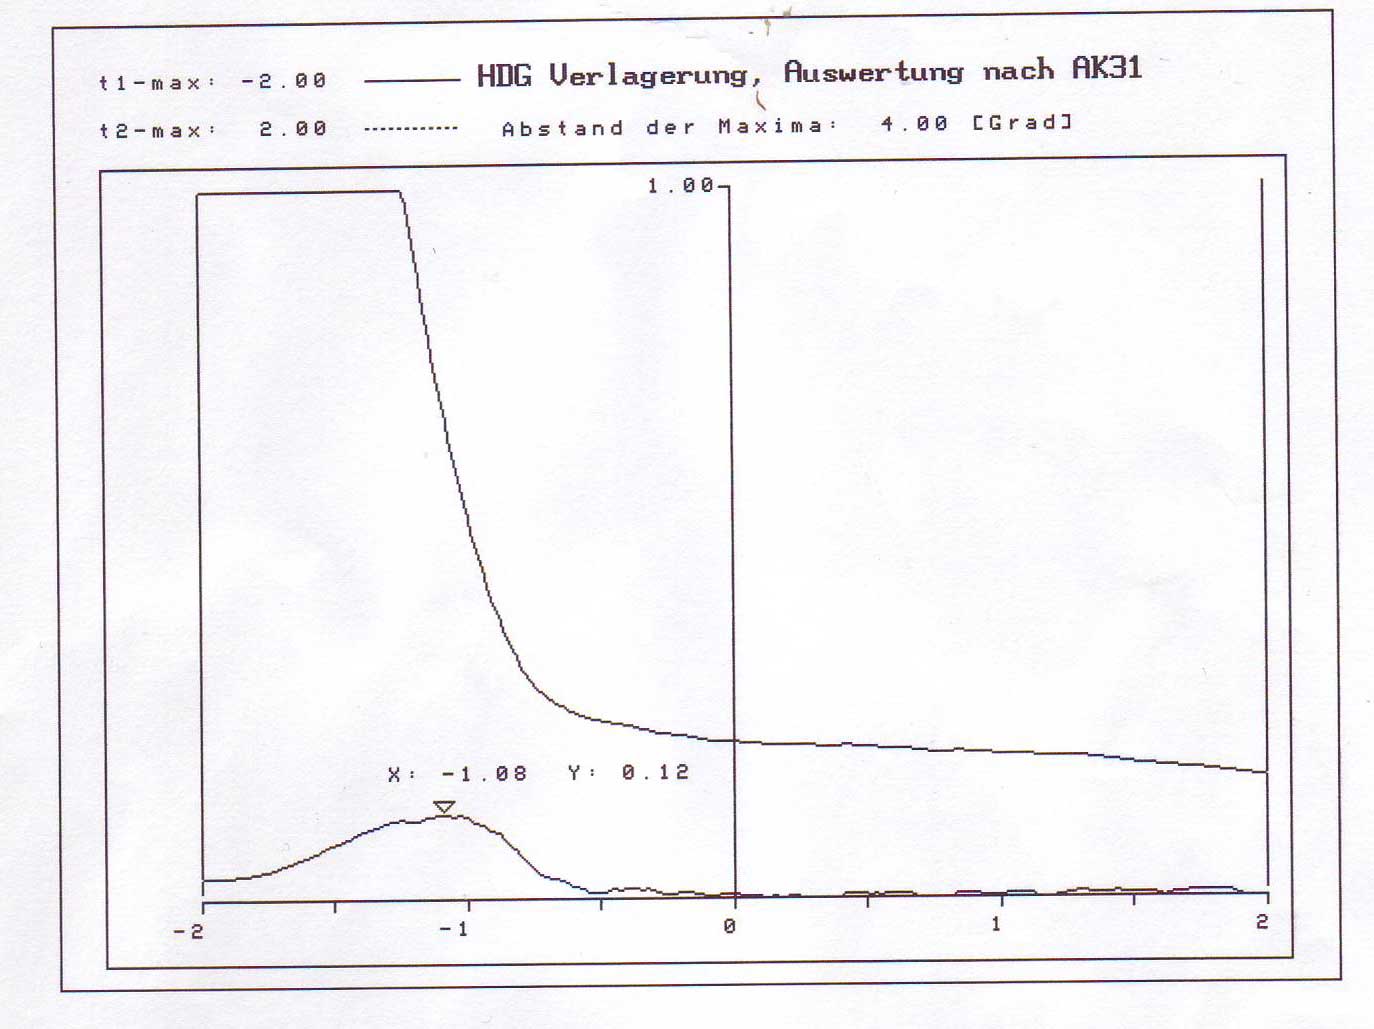 t1-max: -2.00 HDG Verlagerung, Auswertung nach AK31
t2-max: 2.00 Abstand der Maxima: 4.00 [Grad]
1.00
X: -1.08 Y: 0.12
-2 -1 0 1 2